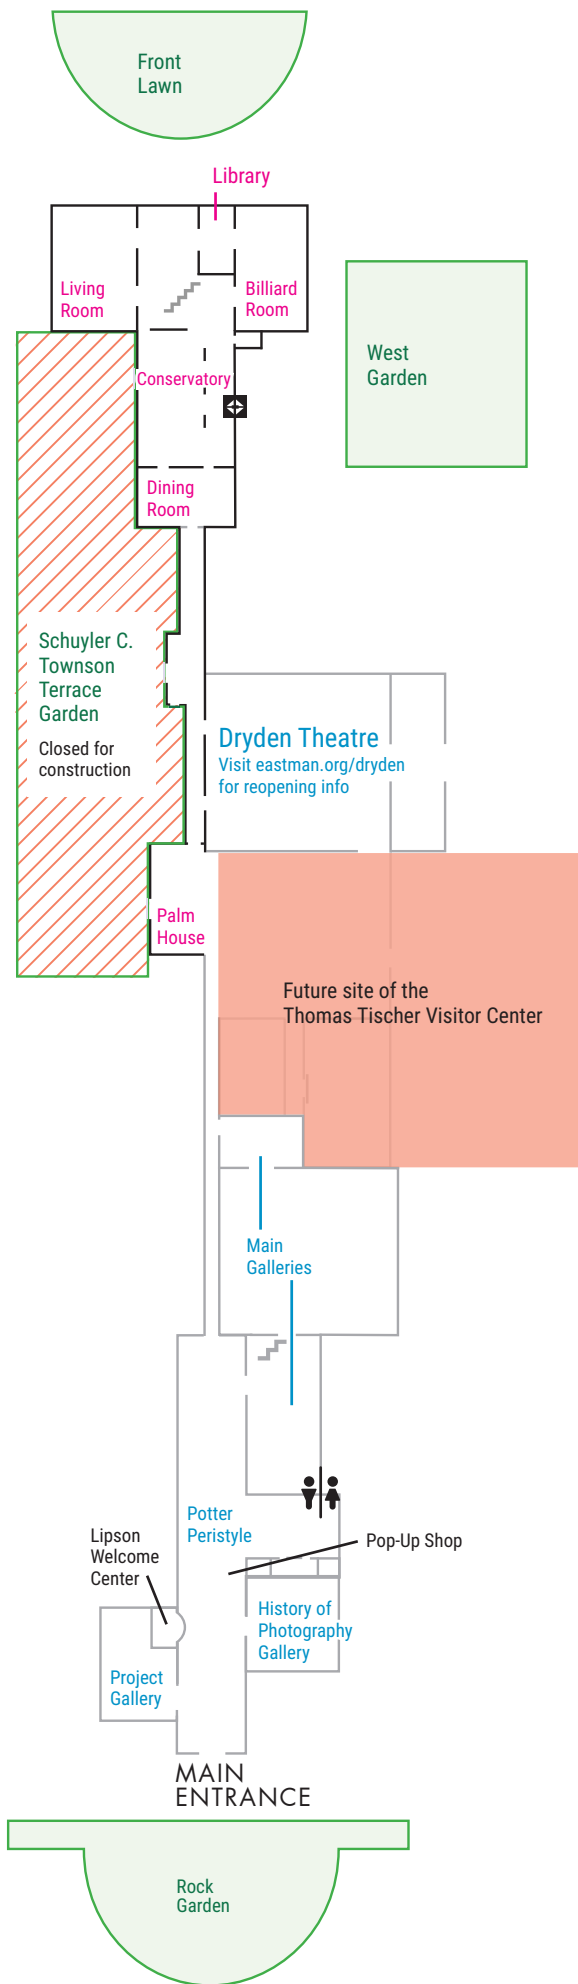 Front
Lawn
Library
Living
Room
Billiard
Room
West
Garden
Conservatory
Dining
Room
Schuyler C.
Townson
Terrace
Garden
Closed for
construction
Dryden Theatre
Visit eastman.org/dryden
for reopening info
Palm
House
Future site of the
Thomas Tischer Visitor Center
Main
Galleries
Potter
Peristyle
Lipson
Welcome
Center
Pop-Up Shop
History of
Photography
Gallery
Project
Gallery
MAIN
ENTRANCE
Rock
Garden